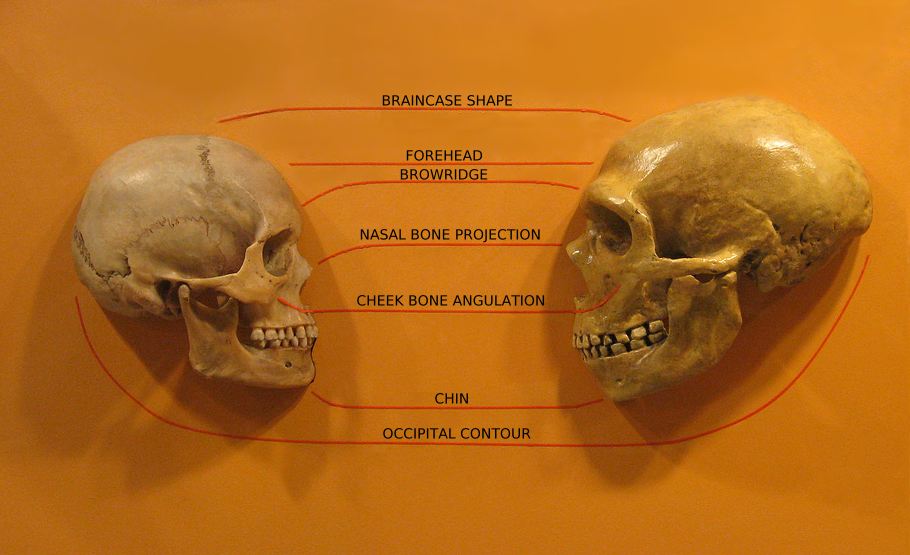 BRAINCASE SHAPE
FOREHEAD
BROWRIDGE
NASAL BONE PROJECTION
CHEEK BONE ANGULATION
CHIN
OCCIPITAL CONTOUR